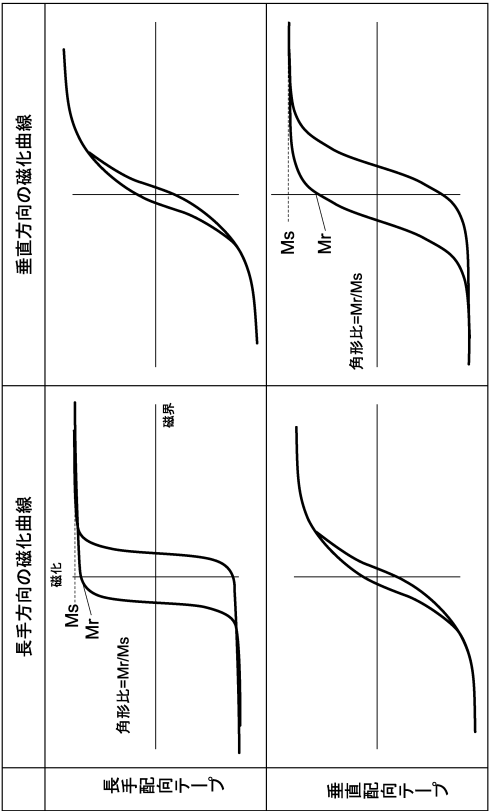 長手方向の磁化曲線
垂直方向の磁化曲線
長手配向テープ
磁化
Ms
Mr
角形比=Mr/Ms
磁界
垂直配向テープ
Ms
Mr
角形比=Mr/Ms